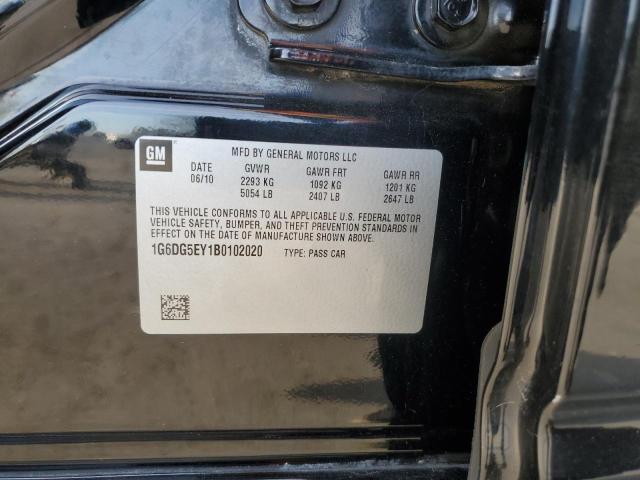 GM
MFD BY GENERAL MOTORS LLC
DATE GVWR GAWR FRT GAWR RR
06/10 2293 KG 1092 KG 1201 KG
5054 LB 2407 LB 2647 LB
THIS VEHICLE CONFORMS TO ALL APPLICABLE U.S. FEDERAL MOTOR
VEHICLE SAFETY, BUMPER, AND THEFT PREVENTION STANDARDS IN
EFFECT ON THE DATE OF MANUFACTURE SHOWN ABOVE.
1G6DG5EY1B0102020 TYPE: PASS CAR